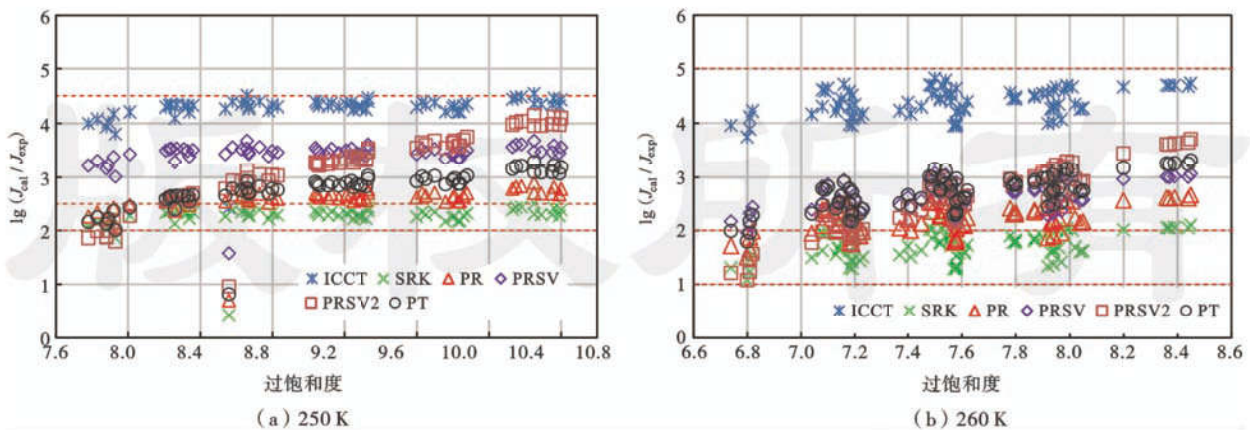 6
5
4
3
2
1
0
lg (J_cal / J_exp)
ICCT SRK PR PRSV
PRSV2 PT
7.6 8.0 8.4 8.8 9.2 9.6 10.0 10.4 10.8
过饱和度
(a) 250 K
6
5
4
3
2
1
0
lg (J_cal / J_exp)
ICCT SRK PR PRSV PRSV2 PT
6.6 6.8 7.0 7.2 7.4 7.6 7.8 8.0 8.2 8.4 8.6
过饱和度
(b) 260 K